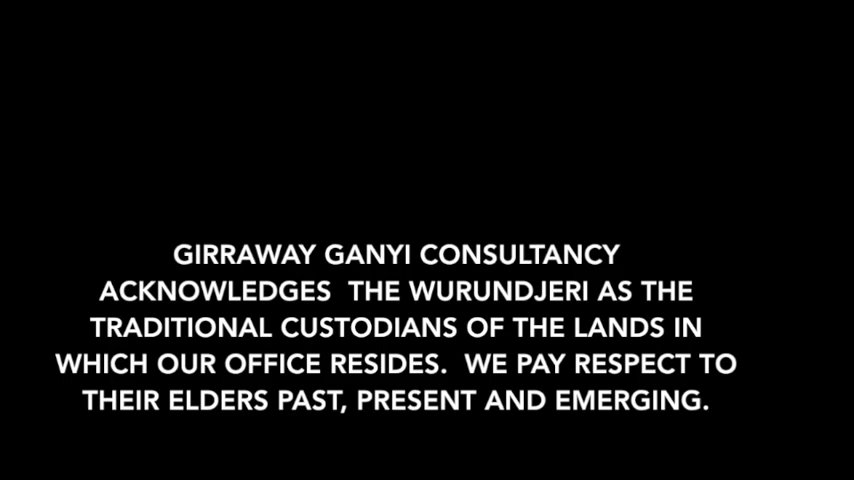 GIRRAWAY GANYI CONSULTANCY
ACKNOWLEDGES  THE WURUNDJERI AS THE
TRADITIONAL CUSTODIANS OF THE LANDS IN
WHICH OUR OFFICE RESIDES.  WE PAY RESPECT TO
THEIR ELDERS PAST, PRESENT AND EMERGING.